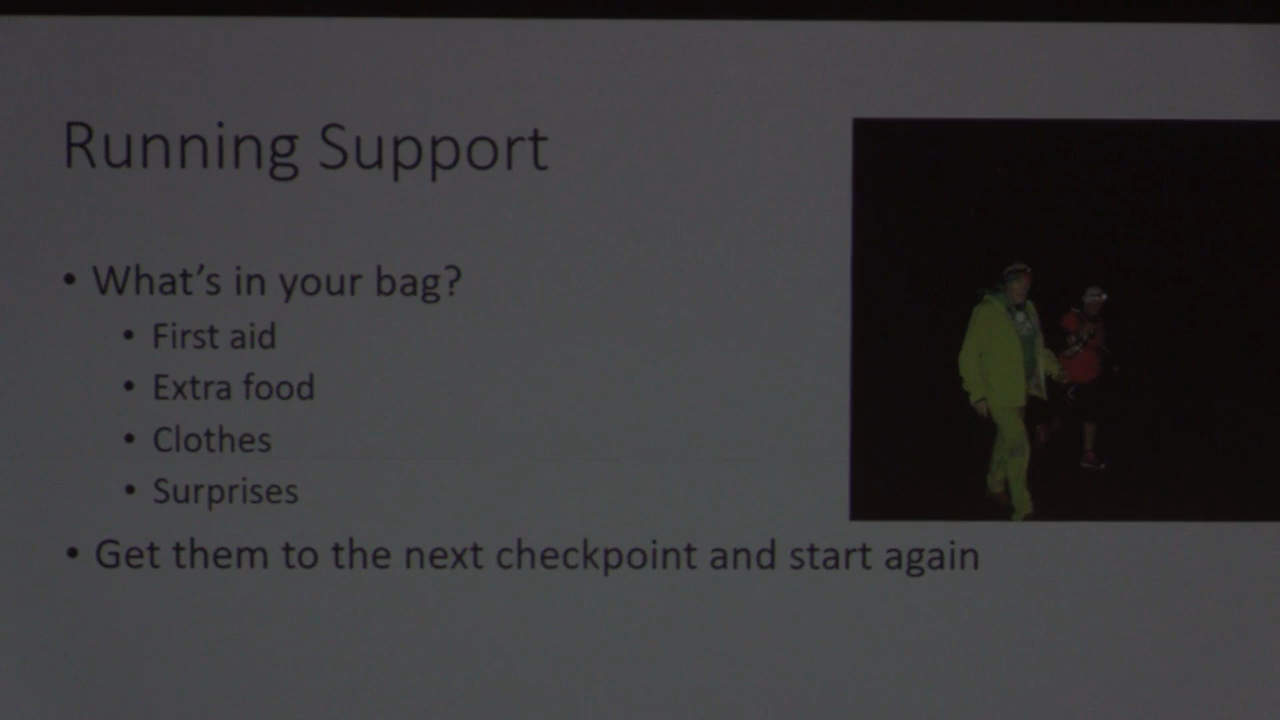 Running Support
• What's in your bag?
• First aid
• Extra food
• Clothes
• Surprises
• Get them to the next checkpoint and start again